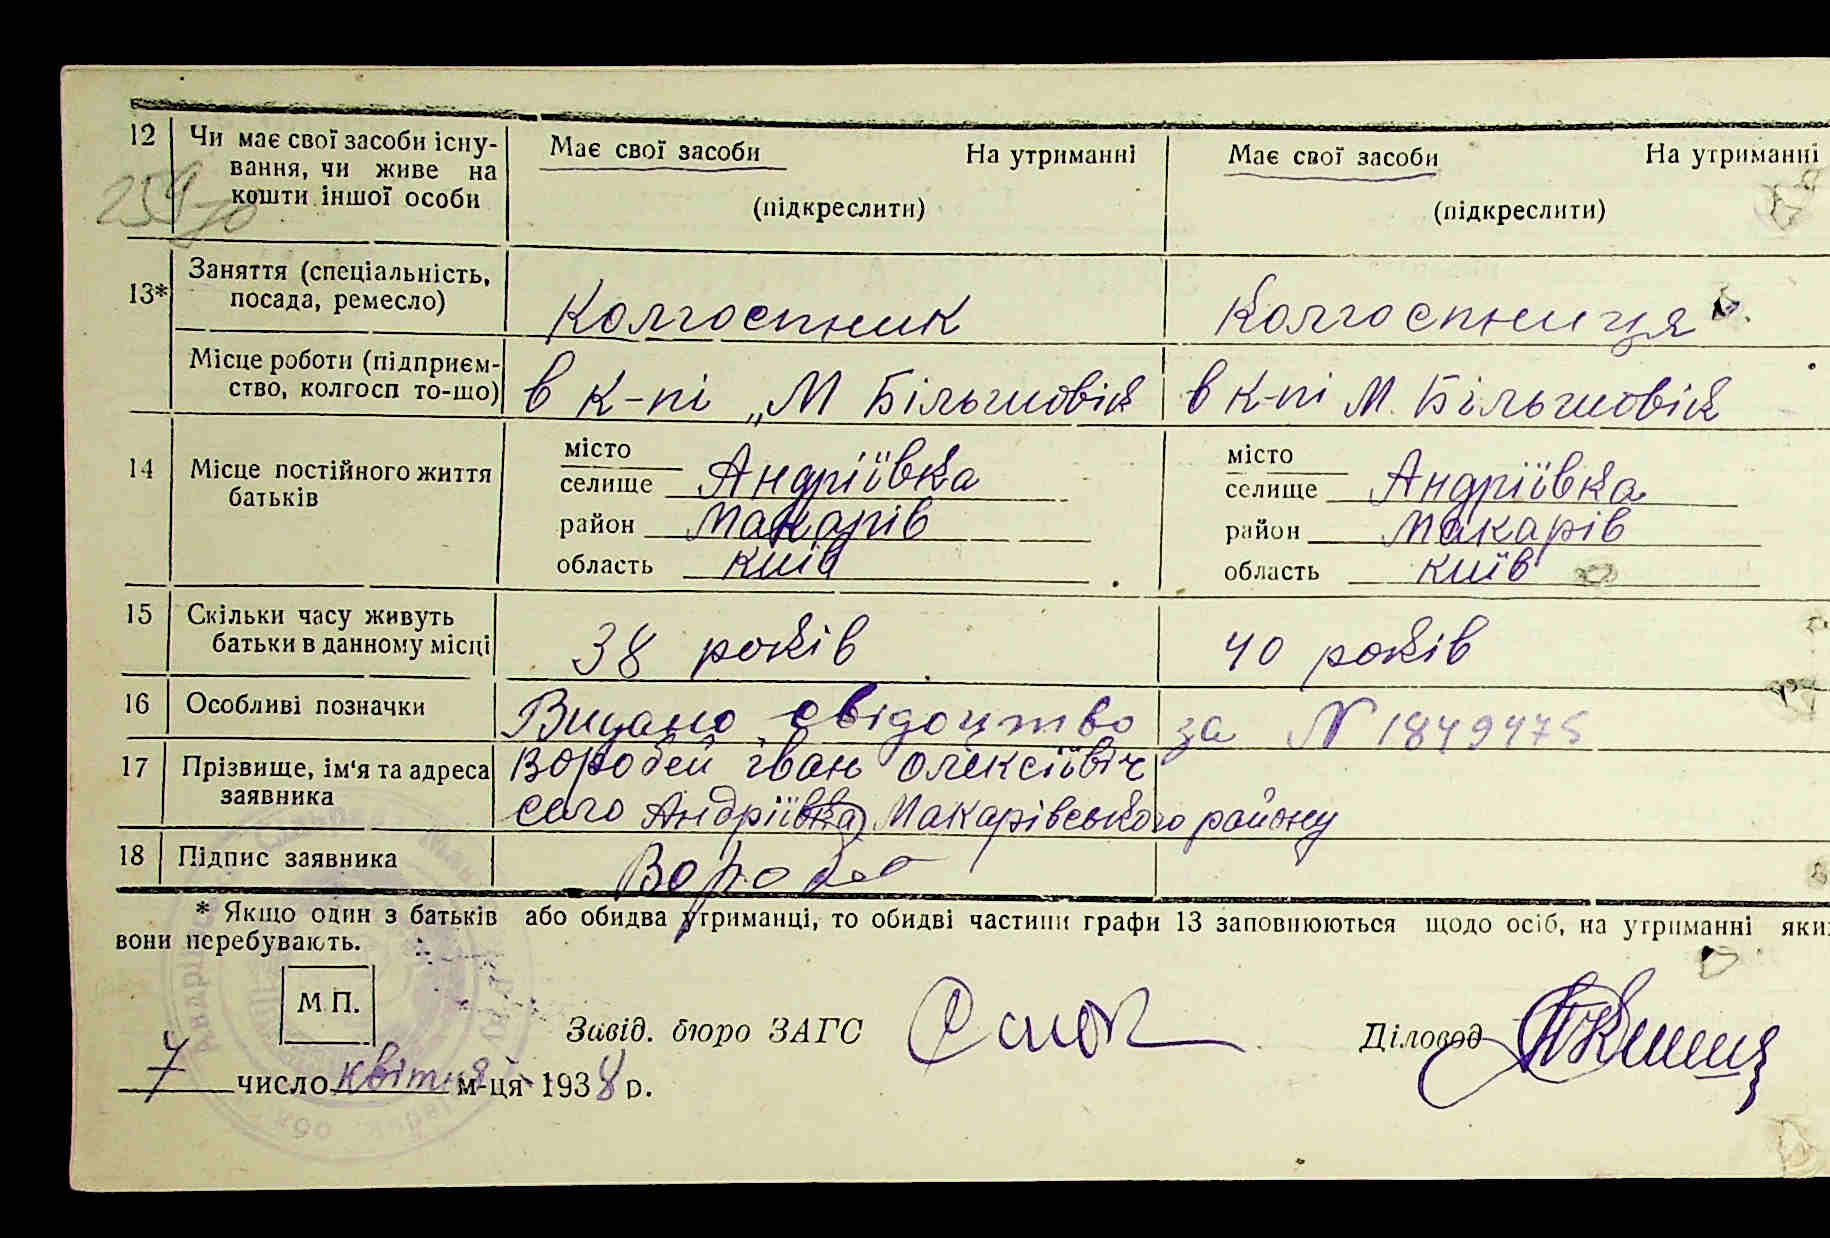 12 Чи має свої засоби існу- Має свої засоби На утриманні Має свої засоби На утриманні
вання, чи живе на
кошти іншої особи (підкреслити) (підкреслити)
Заняття (спеціальність,
13* посада, ремесло) Колгоспник Колгоспниця
Місце роботи (підприєм-
ство, колгосп то-що) в к-пі „М Більшовік в к-пі М. Більшовік
14 Місце постійного життя місто місто
батьків селище Андріївка селище Андріївка
район Макарів район Макарів
область Київ область Київ
15 Скільки часу живуть
батьки в данному місці 38 років 40 років
16 Особливі позначки Видано свідоцтво за N 1849475
17 Прізвище, ім'я та адреса Воробей Іван Олексіївіч
заявника село Андріївка Макарівського району
18 Підпис заявника
* Якщо один з батьків або обидва утриманці, то обидві частини графи 13 заповнюються щодо осіб, на утриманні яких
вони перебувають.
М.П.
Завід. бюро ЗАГС Діловод
7 число квітня м-ця 1938 р.